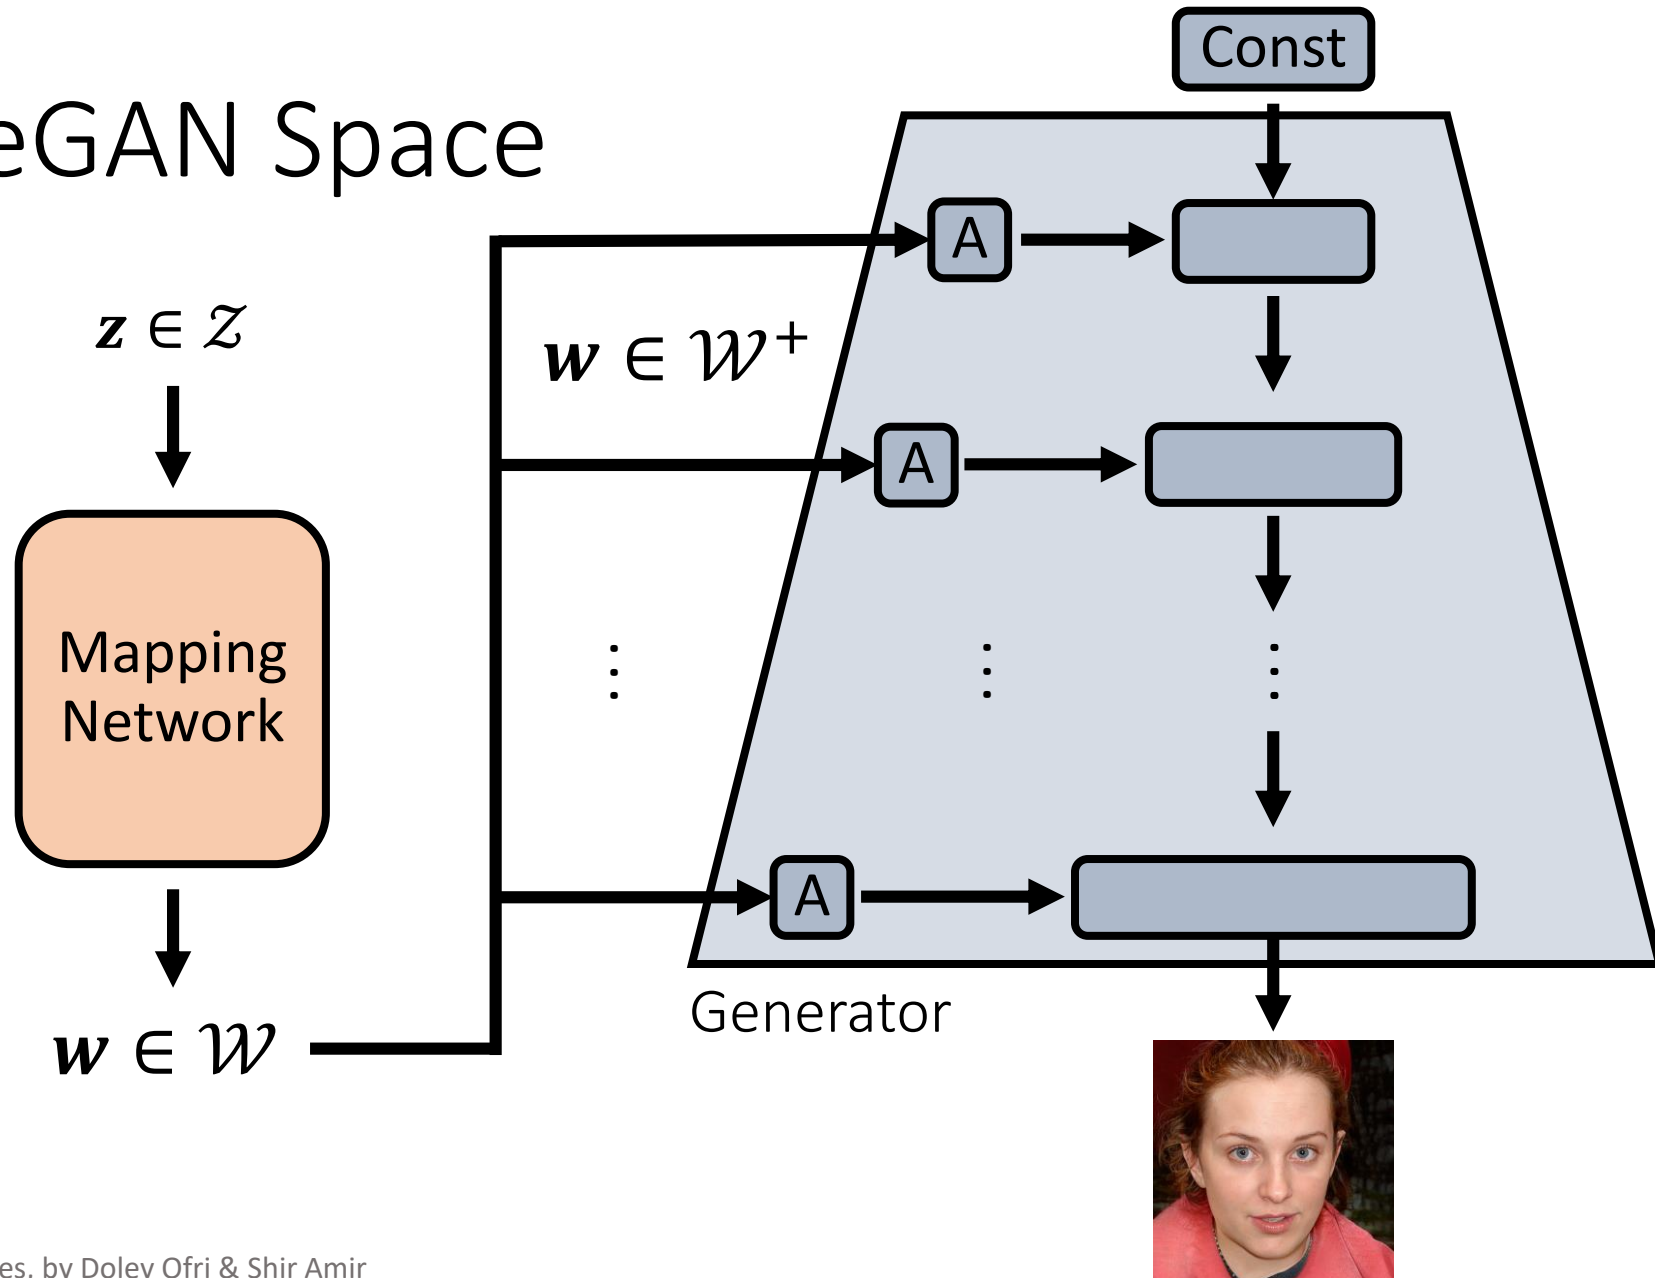 Const
eGAN Space
A
𝒛 ∈ 𝒵
𝒘 ∈ 𝒲⁺
A
⋮ ⋮ ⋮
Mapping
Network
A
Generator
𝒘 ∈ 𝒲
es, by Dolev Ofri & Shir Amir